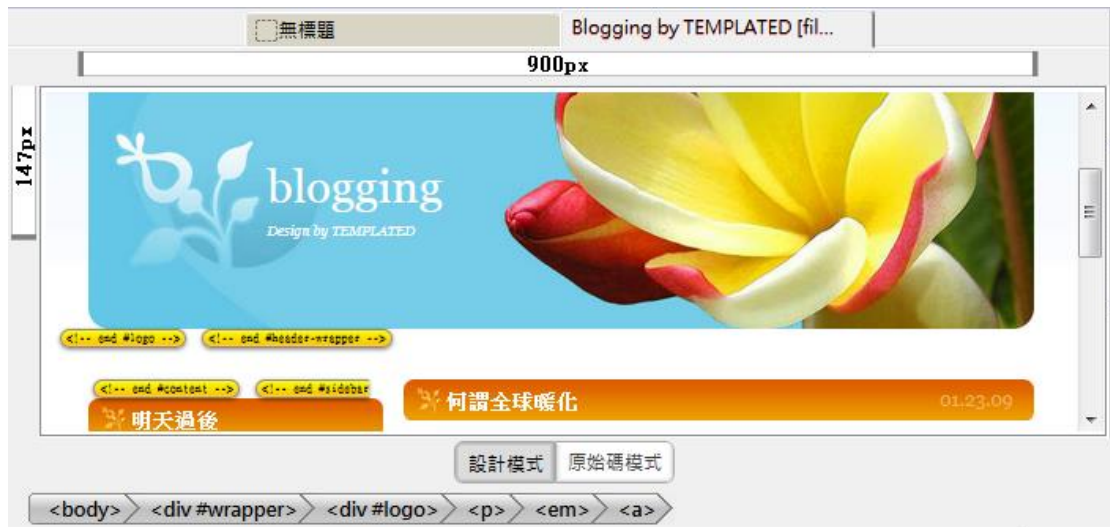 無標題
Blogging by TEMPLATED [fil...
900px
147px
blogging
Design by TEMPLATED
<!-- end #logo -->
<!-- end #header-wrapper -->
<!-- end #content -->
<!-- end #sidebar
何謂全球暖化
01.23.09
明天過後
設計模式
原始碼模式
<body> <div #wrapper> <div #logo> <p> <em> <a>